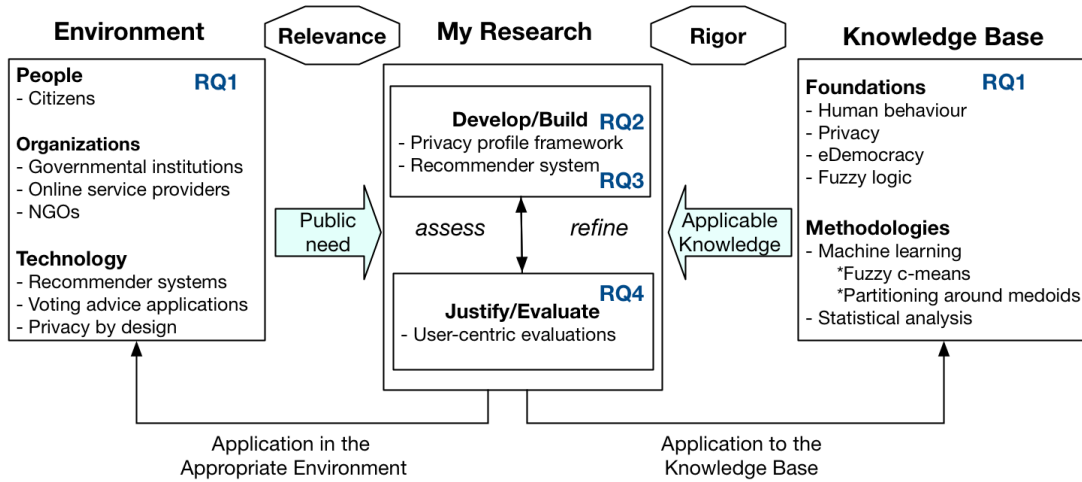 Environment
Relevance
My Research
Rigor
Knowledge Base
People
RQ1
- Citizens
Organizations
- Governmental institutions
- Online service providers
- NGOs
Technology
- Recommender systems
- Voting advice applications
- Privacy by design
Public
need
Develop/Build
RQ2
- Privacy profile framework
- Recommender system
RQ3
assess
refine
RQ4
Justify/Evaluate
- User-centric evaluations
Applicable
Knowledge
RQ1
Foundations
- Human behaviour
- Privacy
- eDemocracy
- Fuzzy logic
Methodologies
- Machine learning
*Fuzzy c-means
*Partitioning around medoids
- Statistical analysis
Application in the
Appropriate Environment
Application to the
Knowledge Base